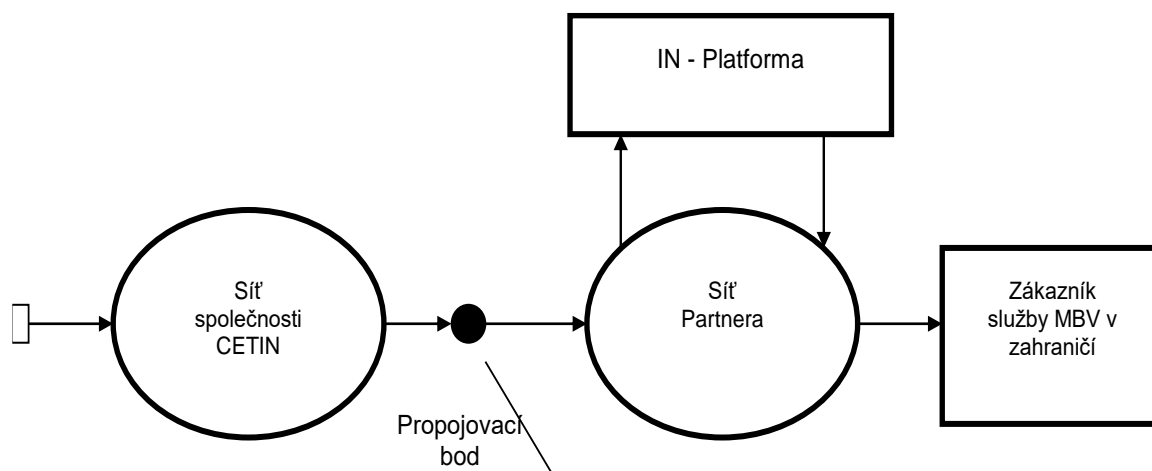 IN - Platforma
Síť
společnosti
CETIN
Síť
Partnera
Zákazník
služby MBV v
zahraničí
Propojovací
bod